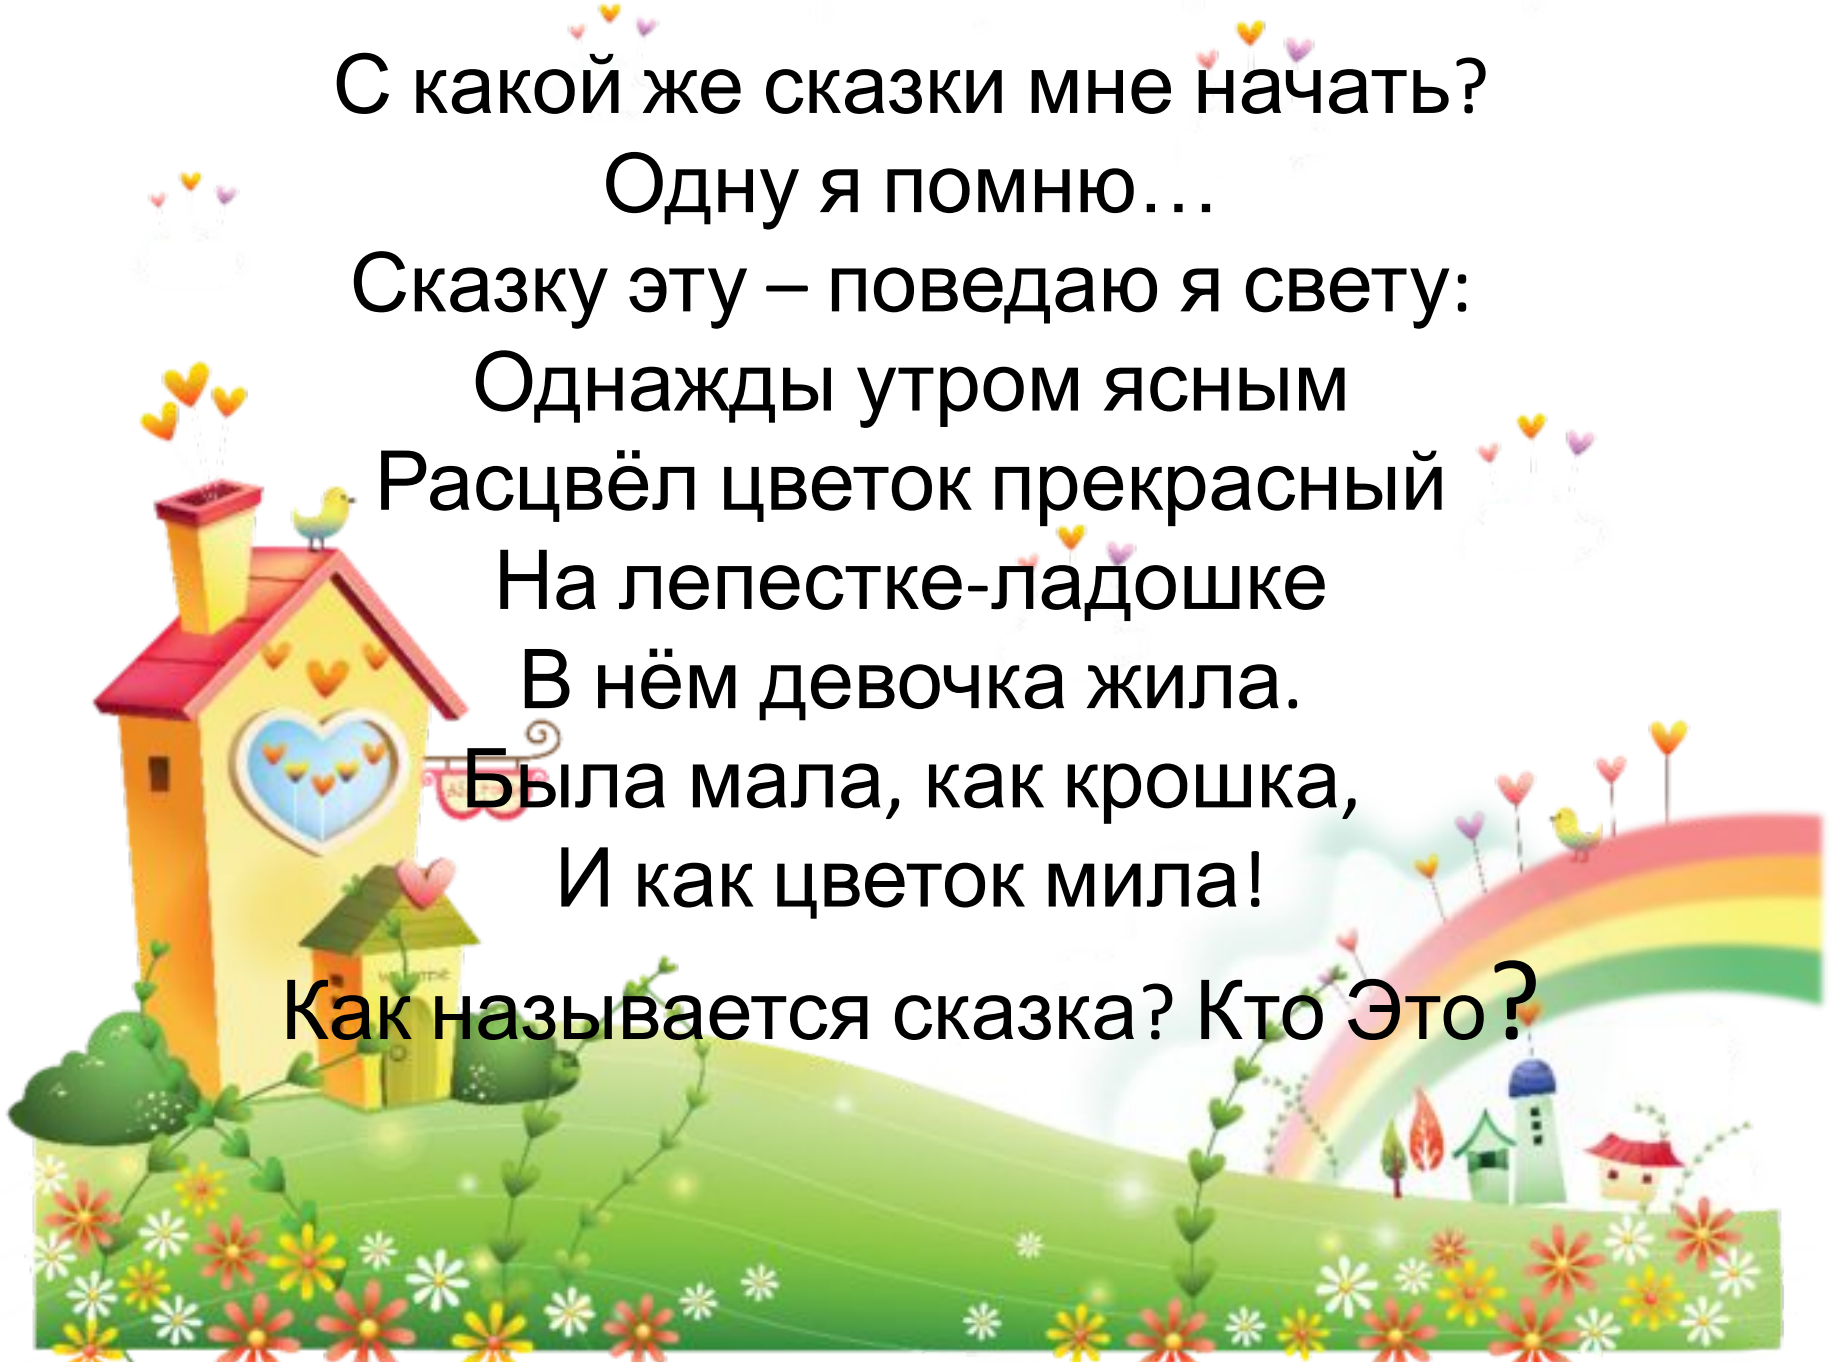 С какой же сказки мне начать?
Одну я помню…
Сказку эту – поведаю я свету:
Однажды утром ясным
Расцвёл цветок прекрасный
На лепестке-ладошке
В нём девочка жила.
Была мала, как крошка,
И как цветок мила!
Как называется сказка? Кто Это?